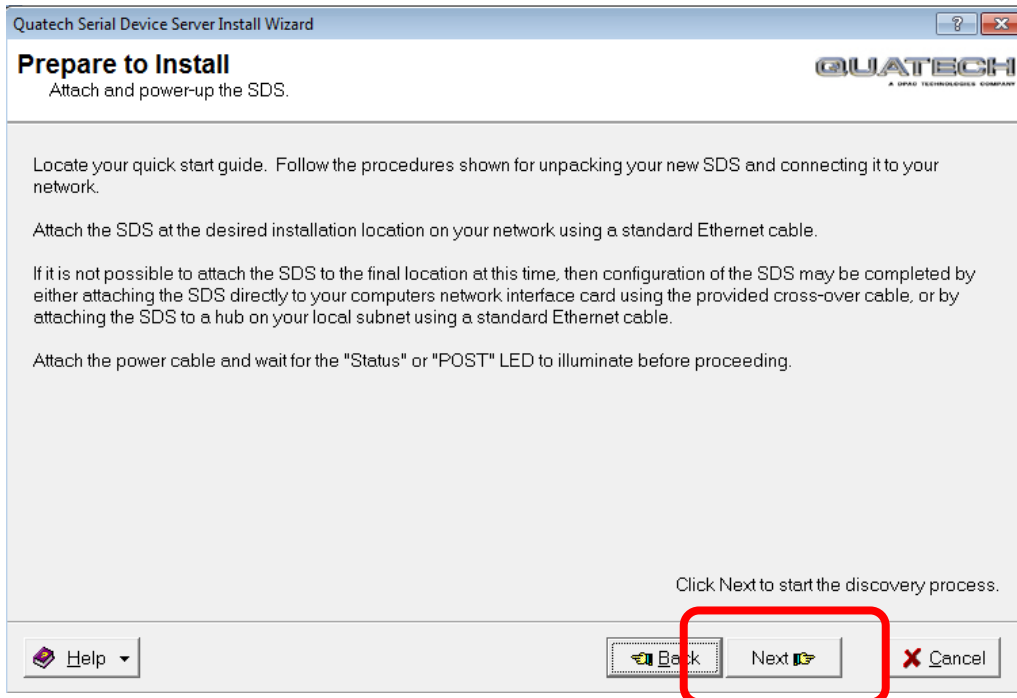 Quatech Serial Device Server Install Wizard
?
Prepare to Install
Attach and power-up the SDS.
QUATECH
A DPAC TECHNOLOGIES COMPANY
Locate your quick start guide. Follow the procedures shown for unpacking your new SDS and connecting it to your
network.
Attach the SDS at the desired installation location on your network using a standard Ethernet cable.
If it is not possible to attach the SDS to the final location at this time, then configuration of the SDS may be completed by
either attaching the SDS directly to your computers network interface card using the provided cross-over cable, or by
attaching the SDS to a hub on your local subnet using a standard Ethernet cable.
Attach the power cable and wait for the "Status" or "POST" LED to illuminate before proceeding.
Click Next to start the discovery process.
Help Back Next Cancel